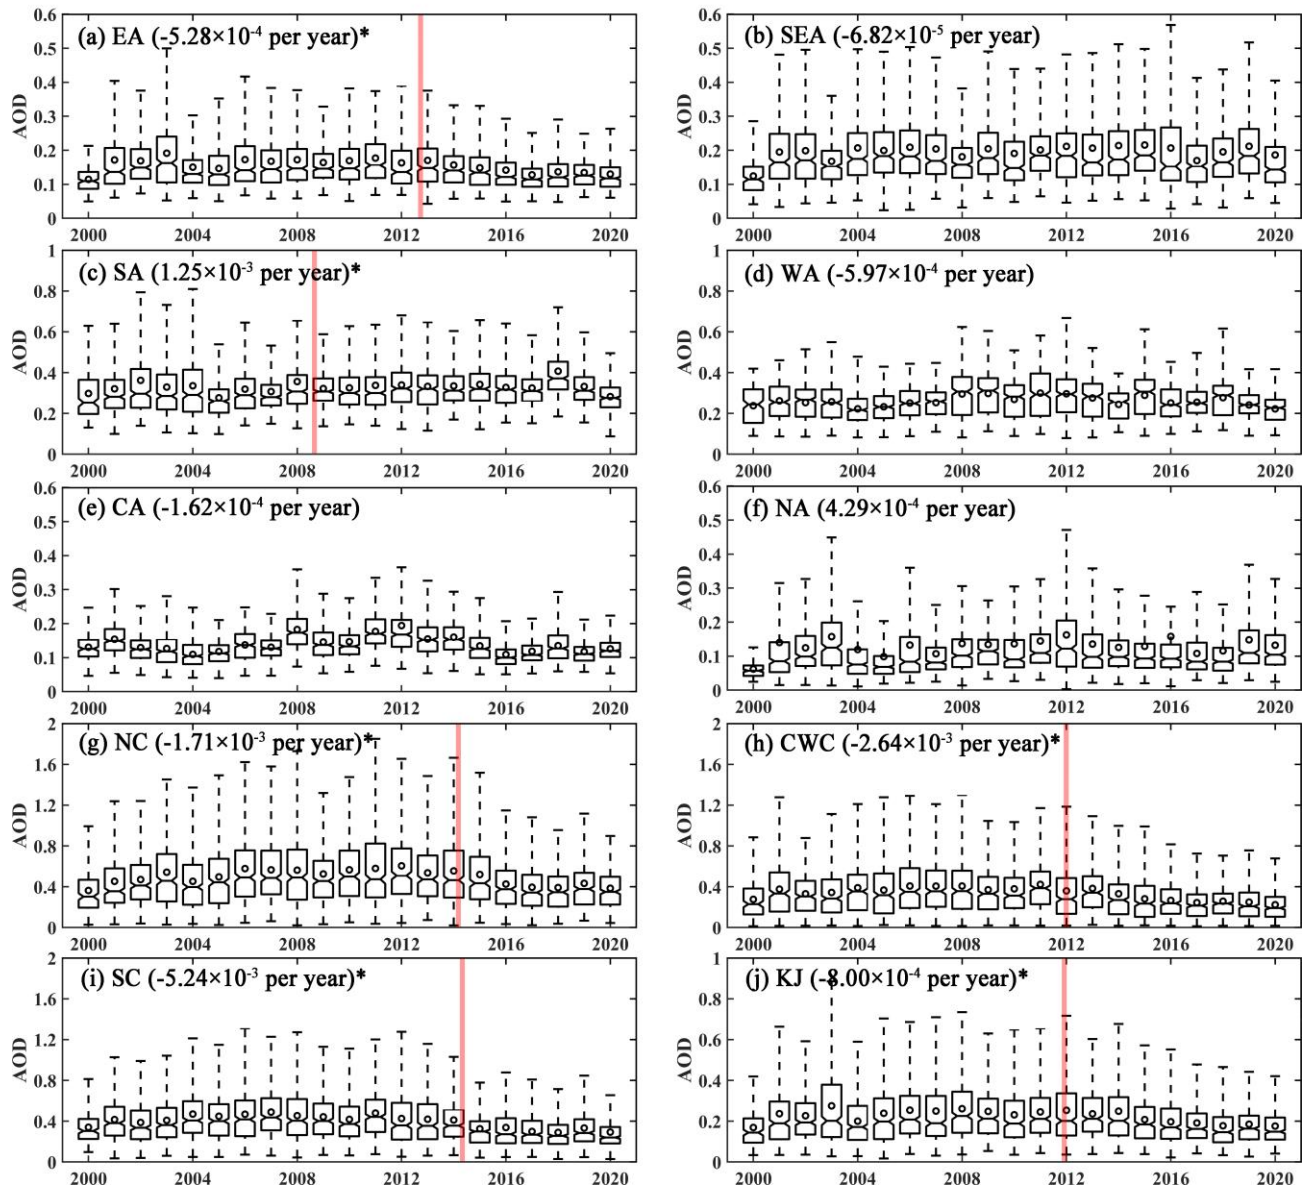 (a) EA (-5.28×10⁻⁴ per year)*
AOD
0.6
0.5
0.4
0.3
0.2
0.1
0
2000 2004 2008 2012 2016 2020
(b) SEA (-6.82×10⁻⁵ per year)
AOD
0.6
0.5
0.4
0.3
0.2
0.1
0
2000 2004 2008 2012 2016 2020
(c) SA (1.25×10⁻³ per year)*
AOD
1
0.8
0.6
0.4
0.2
0
2000 2004 2008 2012 2016 2020
(d) WA (-5.97×10⁻⁴ per year)
AOD
1
0.8
0.6
0.4
0.2
0
2000 2004 2008 2012 2016 2020
(e) CA (-1.62×10⁻⁴ per year)
AOD
0.6
0.5
0.4
0.3
0.2
0.1
0
2000 2004 2008 2012 2016 2020
(f) NA (4.29×10⁻⁴ per year)
AOD
0.6
0.5
0.4
0.3
0.2
0.1
0
2000 2004 2008 2012 2016 2020
(g) NC (-1.71×10⁻³ per year)*
AOD
2
1.6
1.2
0.8
0.4
0
2000 2004 2008 2012 2016 2020
(h) CWC (-2.64×10⁻³ per year)*
AOD
2
1.6
1.2
0.8
0.4
0
2000 2004 2008 2012 2016 2020
(i) SC (-5.24×10⁻³ per year)*
AOD
2
1.6
1.2
0.8
0.4
0
2000 2004 2008 2012 2016 2020
(j) KJ (-8.00×10⁻⁴ per year)*
AOD
1
0.8
0.6
0.4
0.2
0
2000 2004 2008 2012 2016 2020